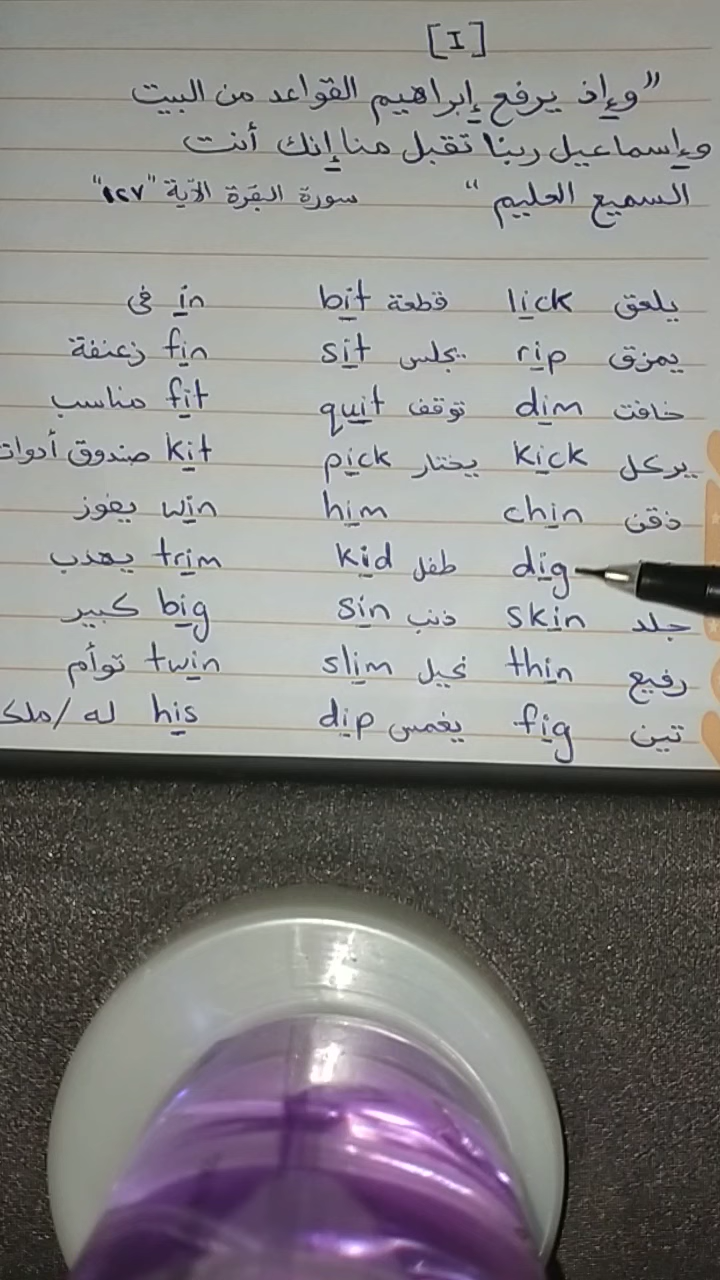 [I]
"وإذ يرفع إبراهيم القواعد من البيت
وإسماعيل ربنا تقبل منا إنك أنت
السميع العليم" سورة البقرة الآية "١٢٧"
يلعق lick قطعة bit في in
يمزق rip يجلس sit زعنفة fin
خافت dim توقف quit مناسب fit
يركل kick يختار pick صندوق أدوات kit
ذقن chin him يفوز win
dig طفل kid يهدب trim
جلد skin ذنب sin كبير big
رفيع thin نحيل slim توأم twin
تين fig يغمس dip له / his